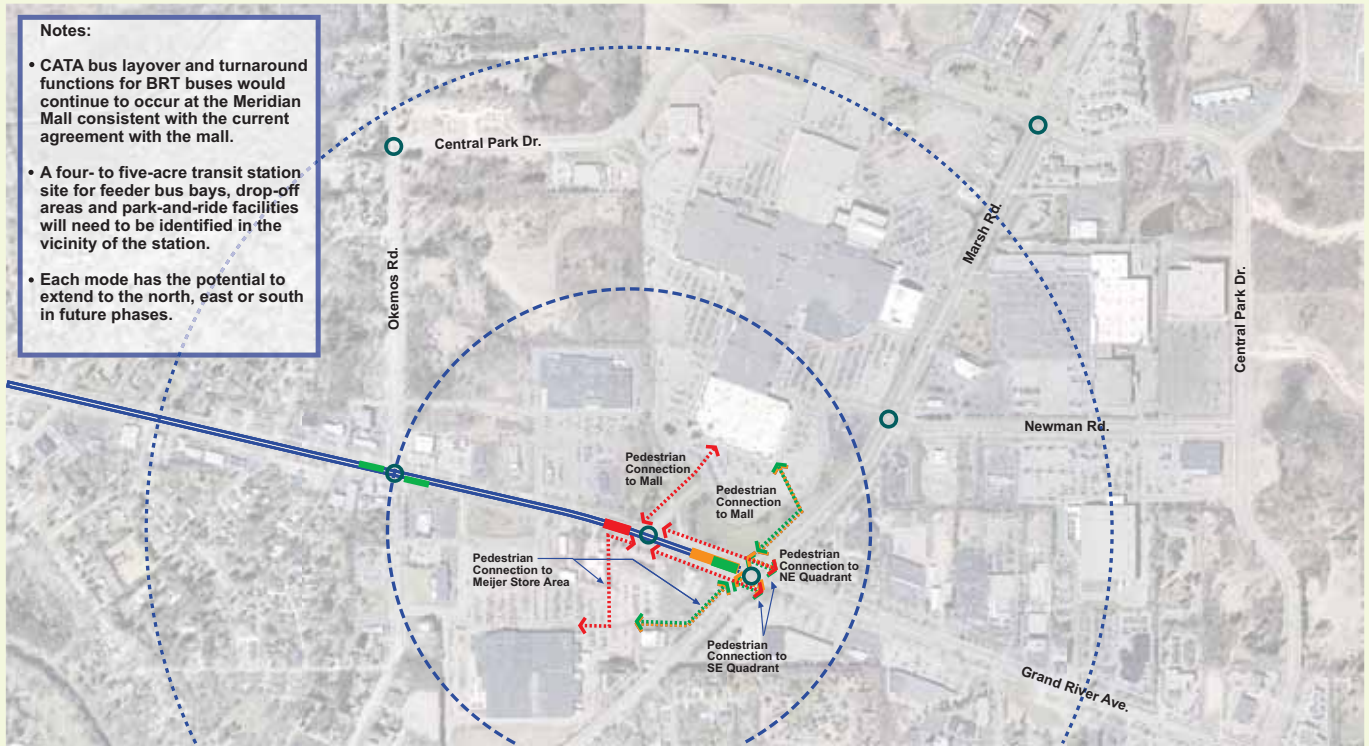 Notes:
• CATA bus layover and turnaround
functions for BRT buses would
continue to occur at the Meridian
Mall consistent with the current
agreement with the mall.
• A four- to five-acre transit station
site for feeder bus bays, drop-off
areas and park-and-ride facilities
will need to be identified in the
vicinity of the station.
• Each mode has the potential to
extend to the north, east or south
in future phases.
Central Park Dr.
Okemos Rd.
Marsh Rd.
Central Park Dr.
Newman Rd.
Pedestrian
Connection
to Mall
Pedestrian
Connection
to Mall
Pedestrian
Connection to
Meijer Store Area
Pedestrian
Connection to
NE Quadrant
Pedestrian
Connection to
SE Quadrant
Grand River Ave.